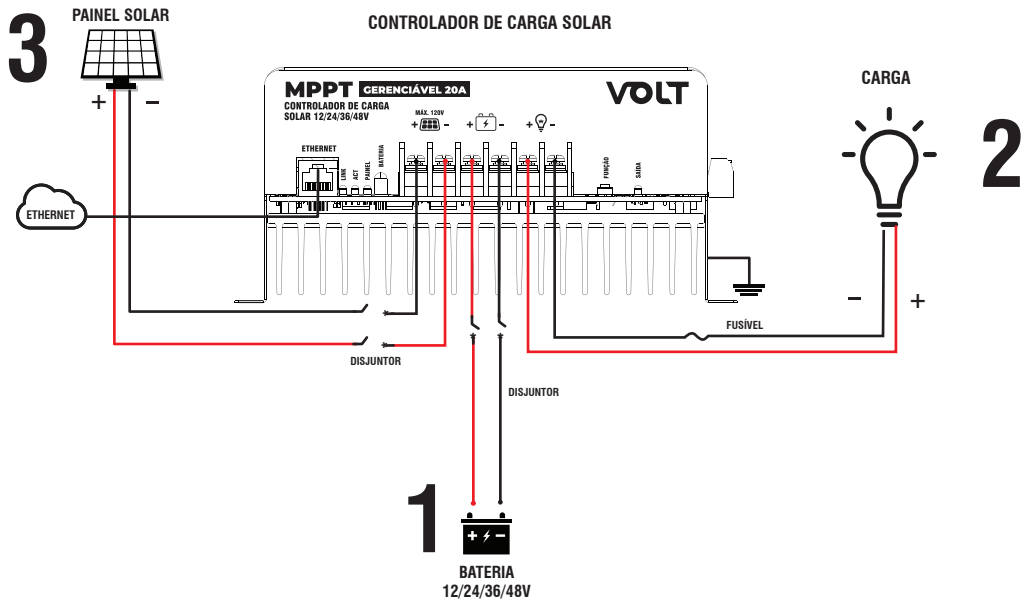 3
PAINEL SOLAR
+ −
CONTROLADOR DE CARGA SOLAR
MPPT GERENCIÁVEL 20A
CONTROLADOR DE CARGA
SOLAR 12/24/36/48V
VOLT
MÁX. 120V
+ −
+ −
+ −
ETHERNET
LINK
ACT
PAINEL
BATERIA
FUNÇÃO
SAIDA
CARGA
2
ETHERNET
− +
FUSÍVEL
DISJUNTOR
DISJUNTOR
1
+ −
BATERIA
12/24/36/48V